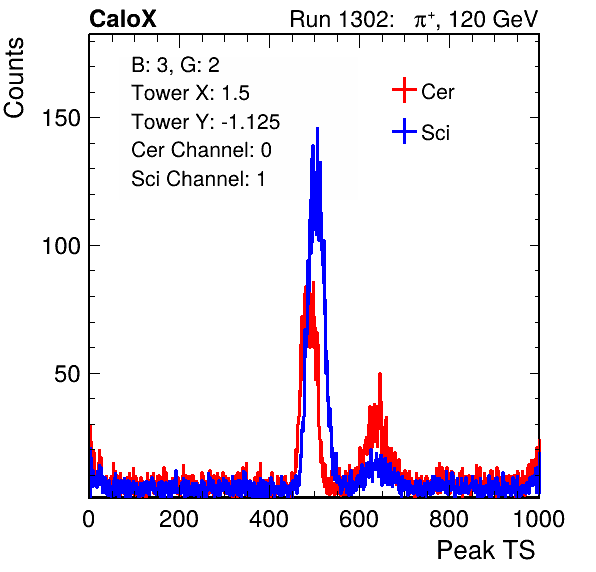 CaloX Run 1302: π+, 120 GeV
Counts
B: 3, G: 2
Tower X: 1.5
Tower Y: -1.125
Cer Channel: 0
Sci Channel: 1
Cer
Sci
150
100
50
0 200 400 600 800 1000
Peak TS